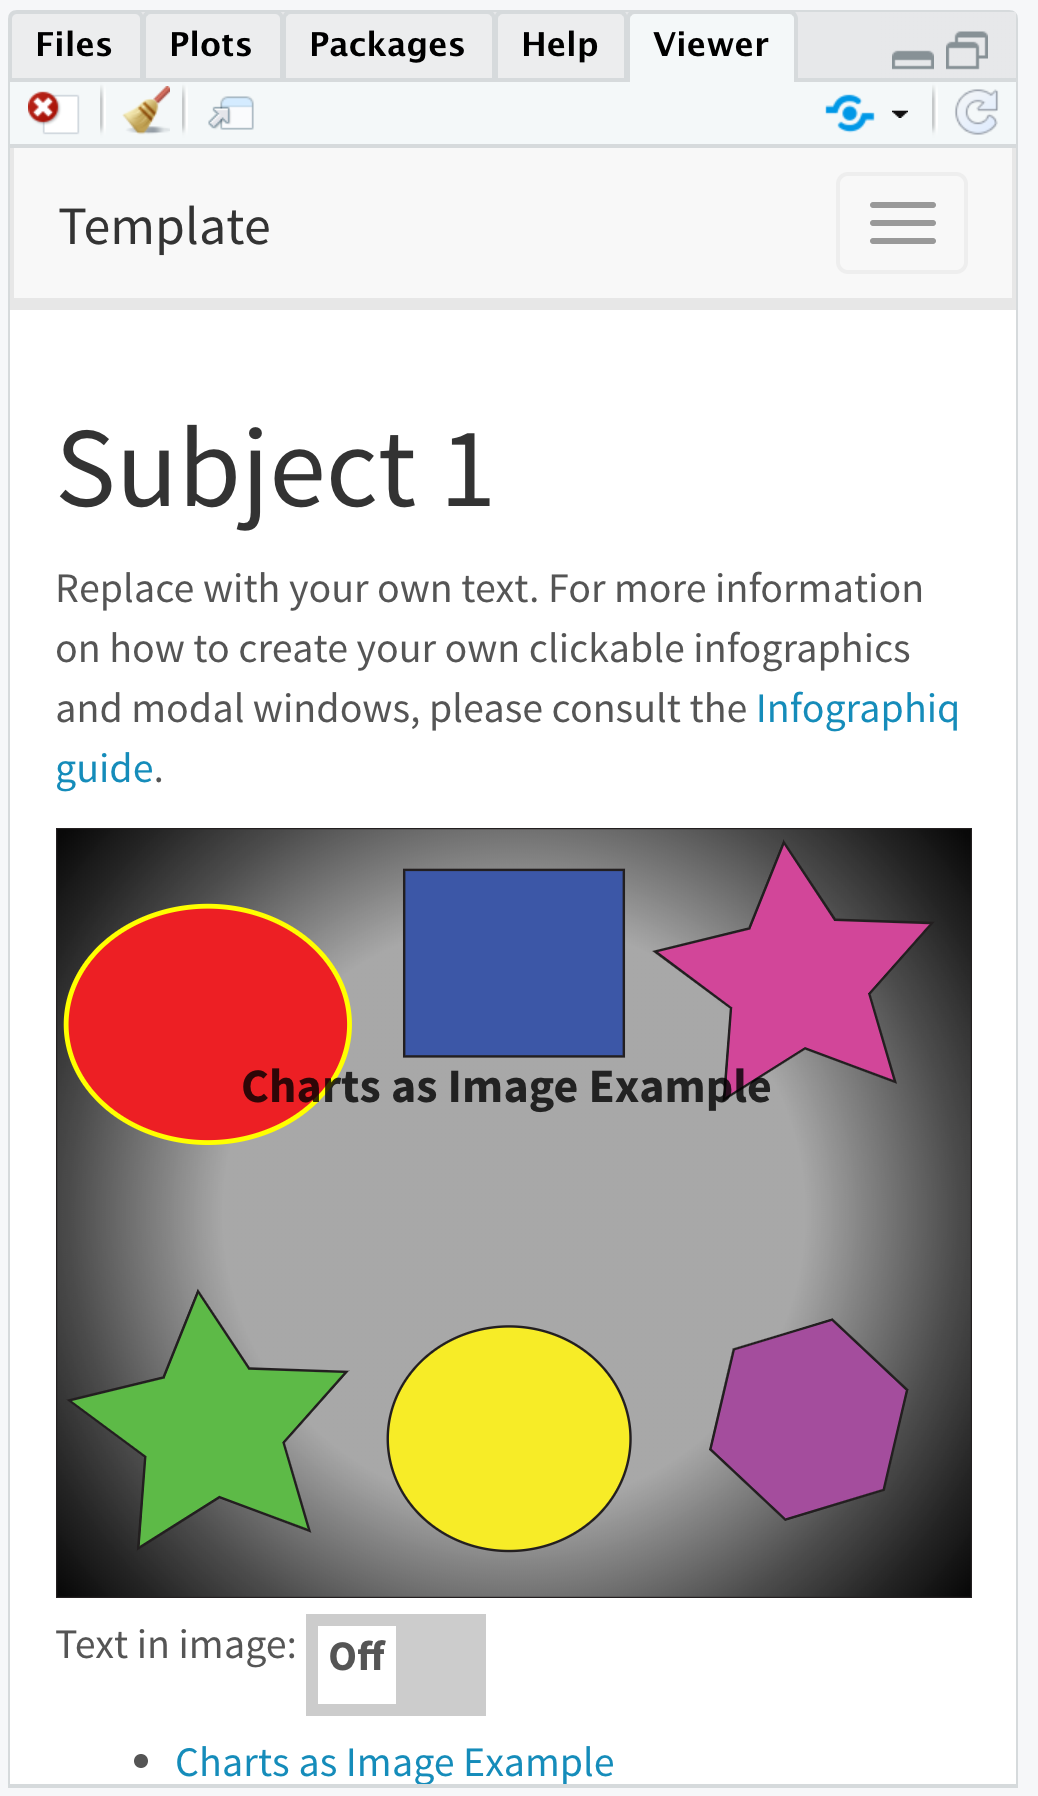 Files Plots Packages Help Viewer
Template
Subject 1
Replace with your own text. For more information
on how to create your own clickable infographics
and modal windows, please consult the Infographiq
guide.
Charts as Image Example
Text in image: Off
• Charts as Image Example